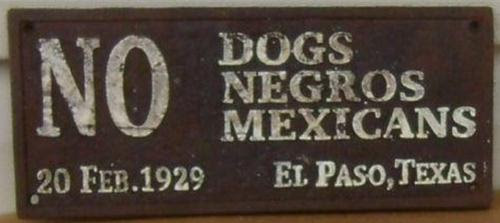 NO DOGS
NEGROS
MEXICANS
20 FEB. 1929 EL PASO, TEXAS